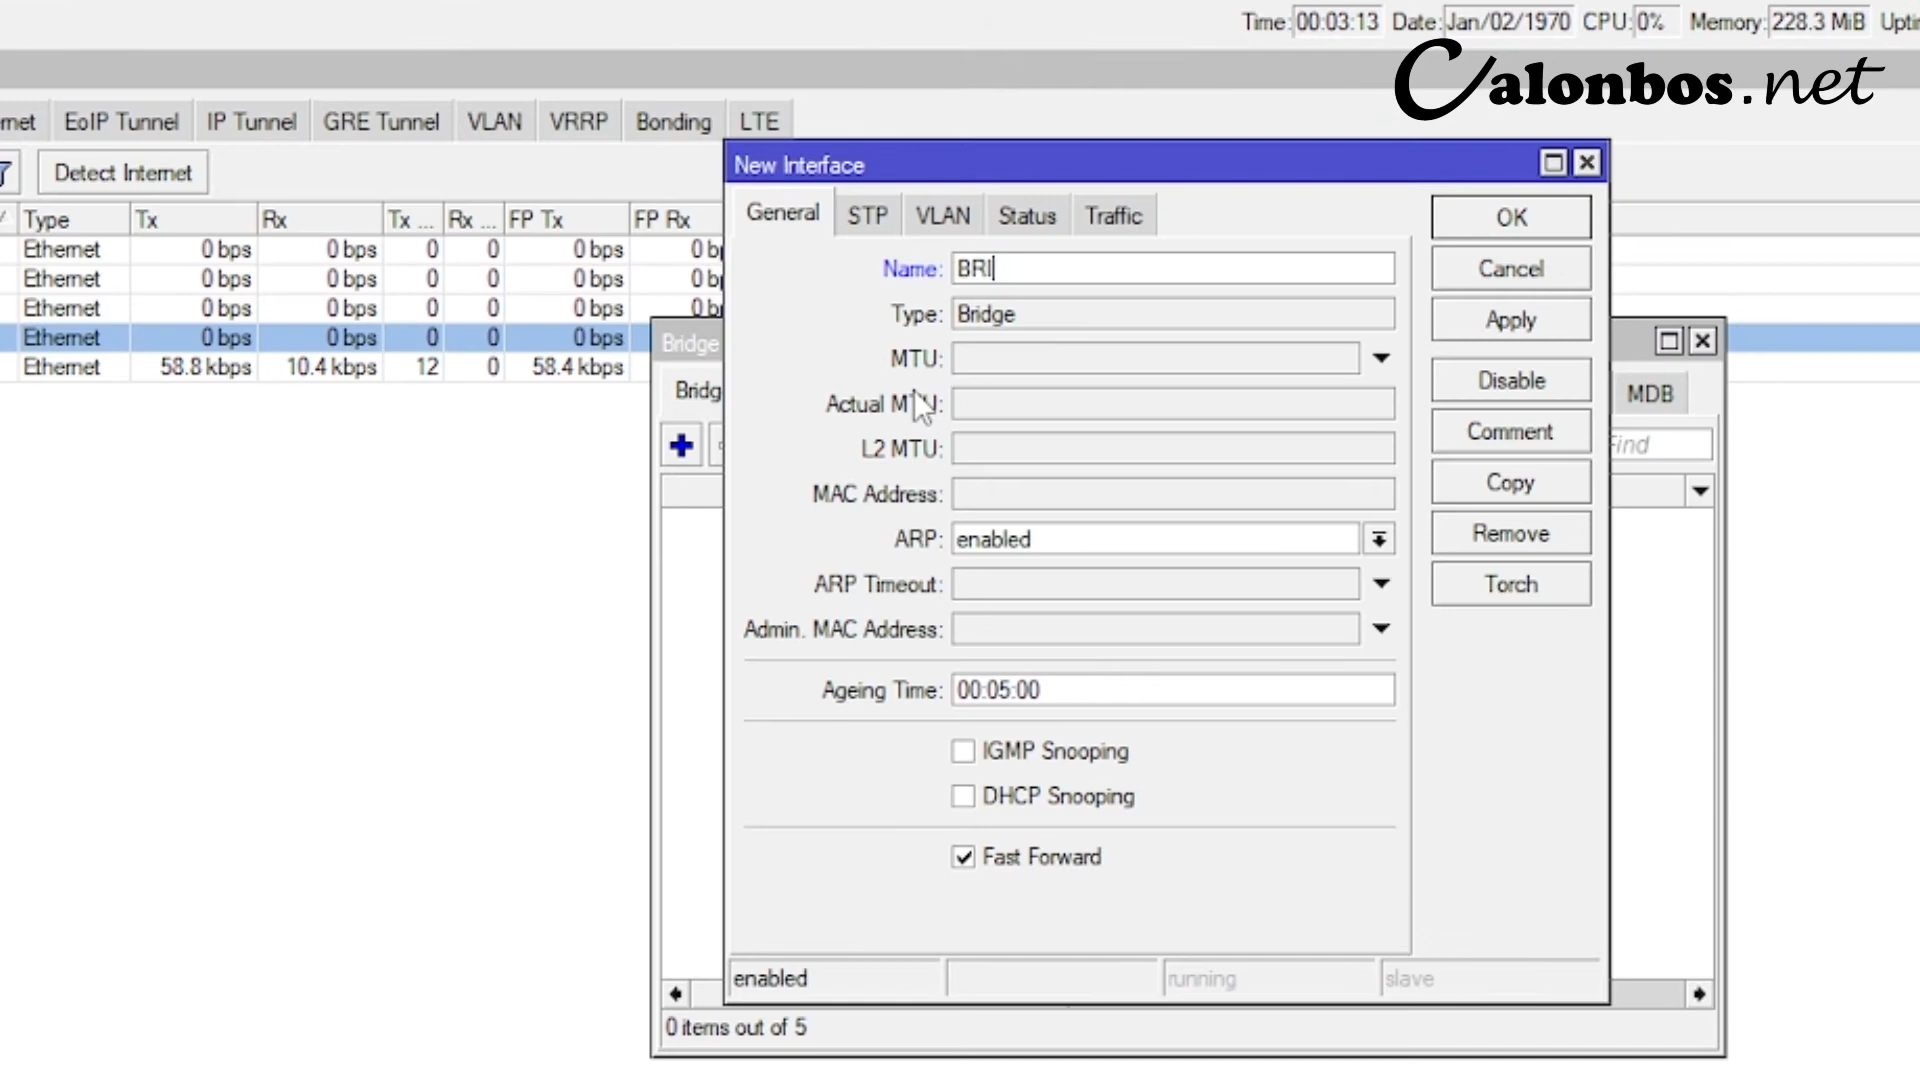 Time: 00:03:13 Date: Jan/02/1970 CPU: 0% Memory: 228.3 MiB
Calonbos.net
EoIP Tunnel IP Tunnel GRE Tunnel VLAN VRRP Bonding LTE
Detect Internet
Type Tx Rx Tx ... Rx ... FP Tx FP Rx
Ethernet 0 bps 0 bps 0 0 0 bps
Ethernet 0 bps 0 bps 0 0 0 bps
Ethernet 0 bps 0 bps 0 0 0 bps
Ethernet 0 bps 0 bps 0 0 0 bps
Ethernet 58.8 kbps 10.4 kbps 12 0 58.4 kbps
Bridge
MDB
Find
0 items out of 5
New Interface
General STP VLAN Status Traffic
Name: BRI
Type: Bridge
MTU:
Actual MTU:
L2 MTU:
MAC Address:
ARP: enabled
ARP Timeout:
Admin. MAC Address:
Ageing Time: 00:05:00
IGMP Snooping
DHCP Snooping
Fast Forward
enabled running slave
OK
Cancel
Apply
Disable
Comment
Copy
Remove
Torch